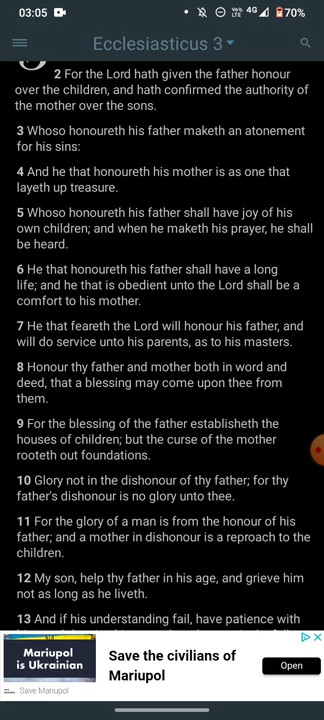 03:05 VoWi LTE 4G 70%
Ecclesiasticus 3
2 For the Lord hath given the father honour
over the children, and hath confirmed the authority of
the mother over the sons.
3 Whoso honoureth his father maketh an atonement
for his sins:
4 And he that honoureth his mother is as one that
layeth up treasure.
5 Whoso honoureth his father shall have joy of his
own children; and when he maketh his prayer, he shall
be heard.
6 He that honoureth his father shall have a long
life; and he that is obedient unto the Lord shall be a
comfort to his mother.
7 He that feareth the Lord will honour his father, and
will do service unto his parents, as to his masters.
8 Honour thy father and mother both in word and
deed, that a blessing may come upon thee from
them.
9 For the blessing of the father establisheth the
houses of children; but the curse of the mother
rooteth out foundations.
10 Glory not in the dishonour of thy father; for thy
father's dishonour is no glory unto thee.
11 For the glory of a man is from the honour of his
father; and a mother in dishonour is a reproach to the
children.
12 My son, help thy father in his age, and grieve him
not as long as he liveth.
13 And if his understanding fail, have patience with
Mariupol
is Ukrainian
Save the civilians of
Mariupol
Open
Save Mariupol